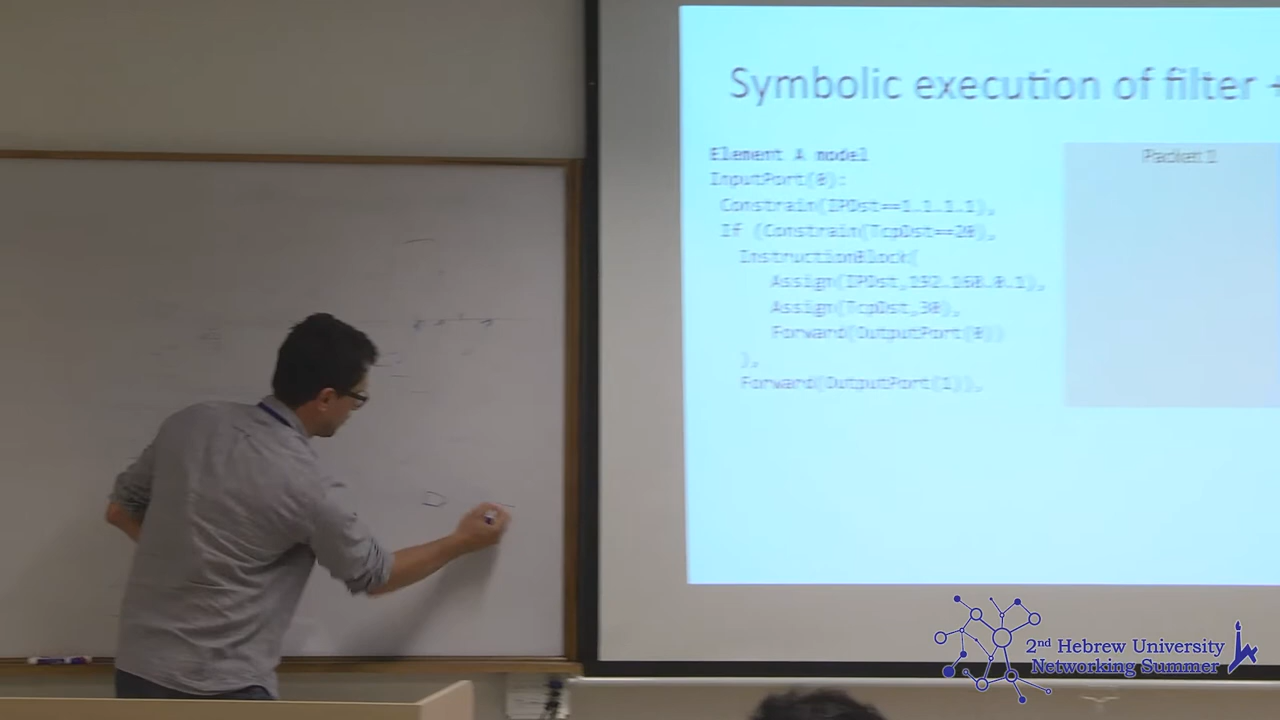 Symbolic execution of filter +
Element A model
InputPort(0):
Constrain(IPDst==1.1.1.1),
If (Constrain(TcpDst==20),
InstructionBlock(
Assign(IPDst,192.168.0.1),
Assign(TcpDst,30),
Forward(OutputPort(0))
),
Forward(OutputPort(1)),
Packet 1
2nd Hebrew University
Networking Summer